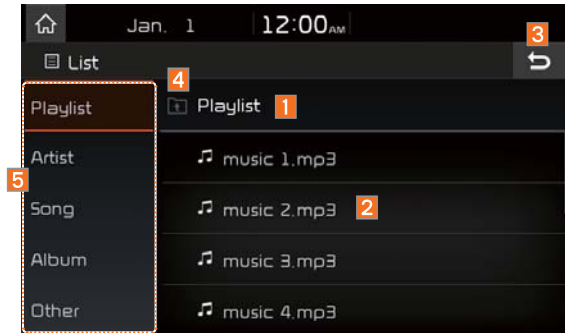 Jan. 1 12:00AM
3
List
4
Playlist
Playlist 1
Artist
music 1.mp3
5
Song
music 2.mp3 2
Album
music 3.mp3
Other
music 4.mp3